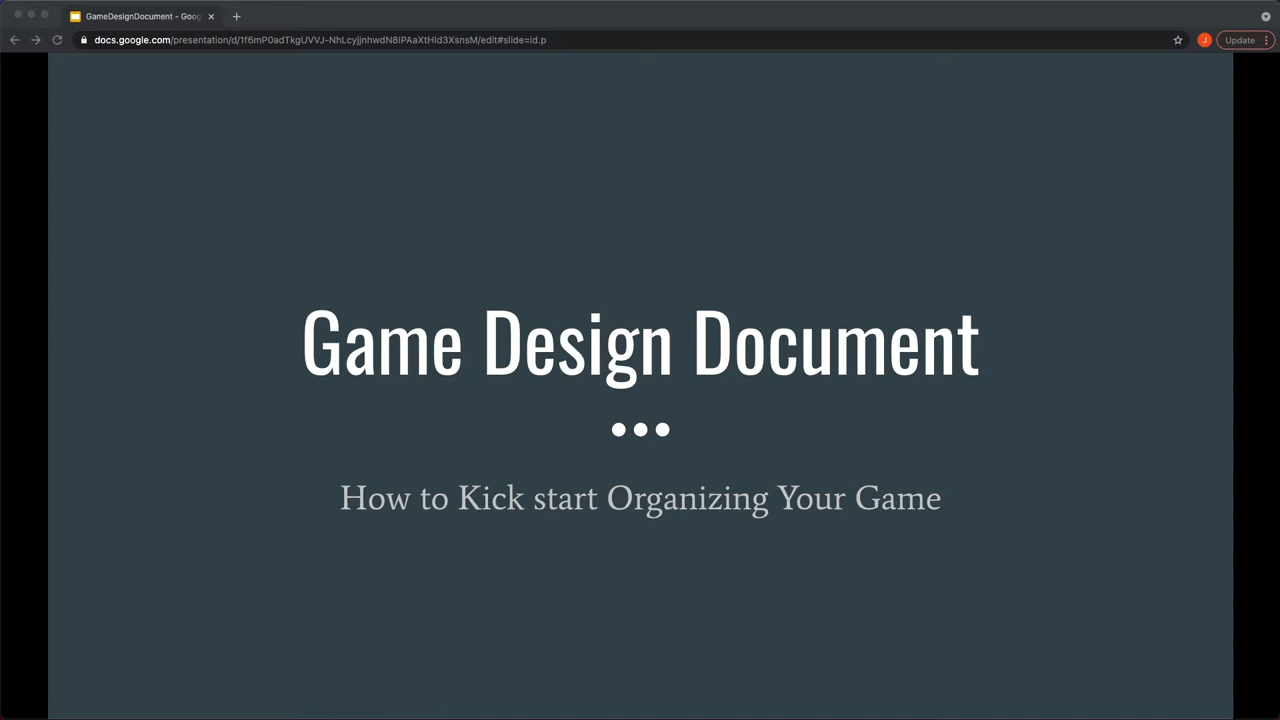 GameDesignDocument - Goog
docs.google.com/presentation/d/1f6mP0adTkgUVVJ-NhLcyjJnhwdN8IPAaXtHId3XsnsM/edit#slide=id.p
J
Update
Game Design Document
How to Kick start Organizing Your Game